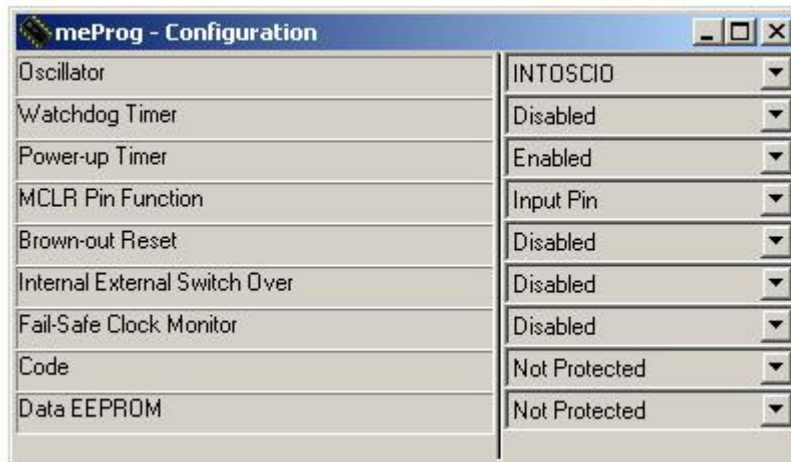 meProg - Configuration
Oscillator INTOSCIO
Watchdog Timer Disabled
Power-up Timer Enabled
MCLR Pin Function Input Pin
Brown-out Reset Disabled
Internal External Switch Over Disabled
Fail-Safe Clock Monitor Disabled
Code Not Protected
Data EEPROM Not Protected